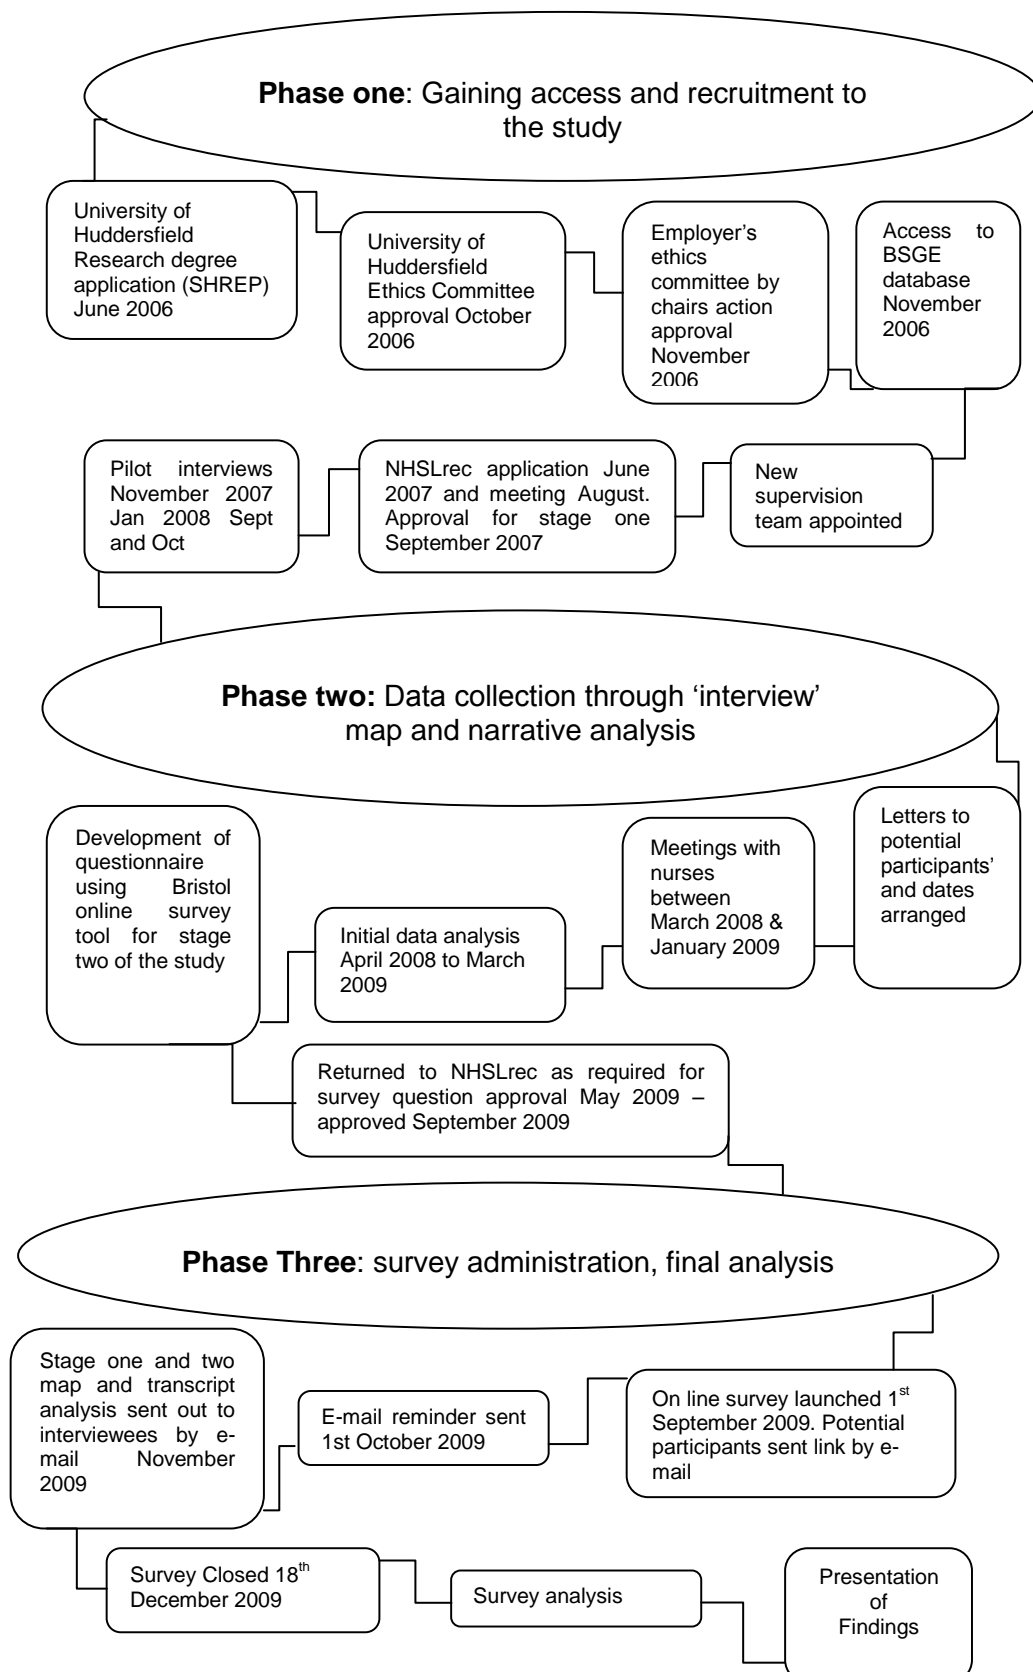 Phase one: Gaining access and recruitment to
the study
University of
Huddersfield
Research degree
application (SHREP)
June 2006
University of
Huddersfield
Ethics Committee
approval October
2006
Employer's
ethics
committee by
chairs action
approval
November
2006
Access to
BSGE
database
November
2006
Pilot interviews
November 2007
Jan 2008 Sept
and Oct
NHSLrec application June
2007 and meeting August.
Approval for stage one
September 2007
New
supervision
team appointed
Phase two: Data collection through ‘interview’
map and narrative analysis
Development of
questionnaire
using Bristol
online survey
tool for stage
two of the study
Initial data analysis
April 2008 to March
2009
Meetings with
nurses
between
March 2008 &
January 2009
Letters to
potential
participants’
and dates
arranged
Returned to NHSLrec as required for
survey question approval May 2009 –
approved September 2009
Phase Three: survey administration, final analysis
Stage one and two
map and transcript
analysis sent out to
interviewees by e-
mail November
2009
E-mail reminder sent
1st October 2009
On line survey launched 1st
September 2009. Potential
participants sent link by e-
mail
Survey Closed 18th
December 2009
Survey analysis
Presentation
of
Findings